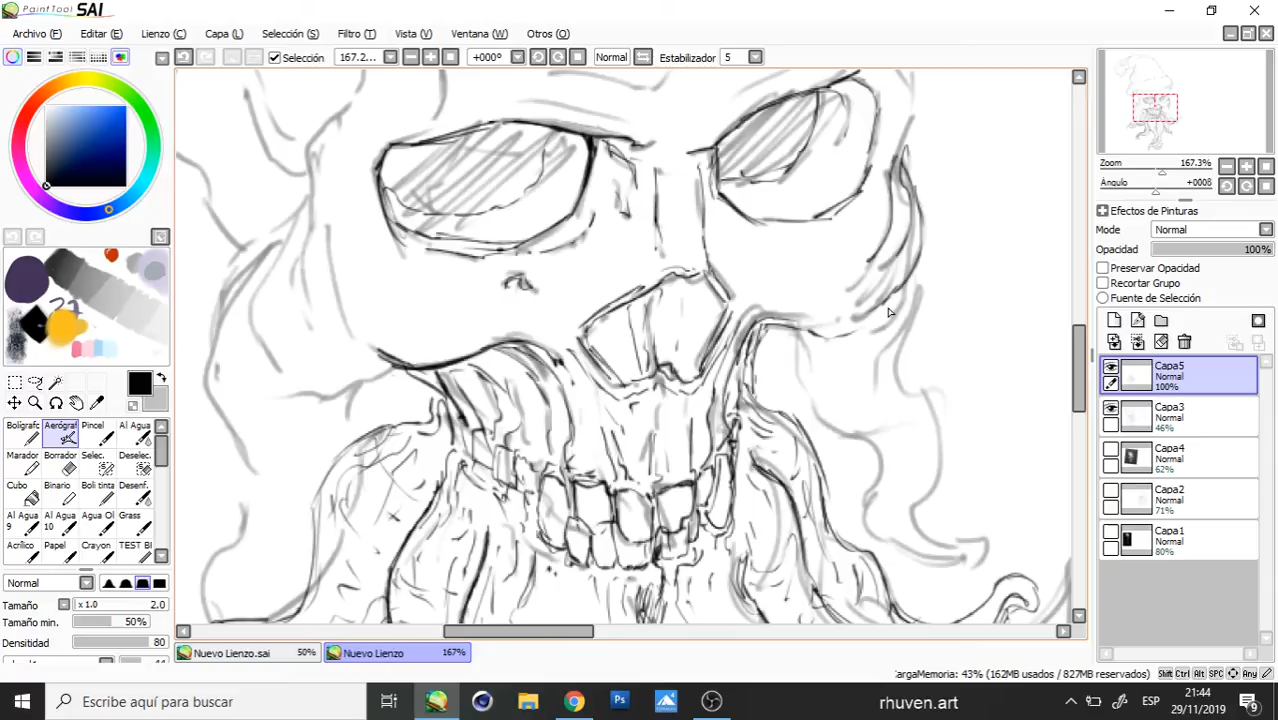 PaintTool SAI
Archivo (F) Editar (E) Lienzo (C) Capa (L) Selección (S) Filtro (T) Vista (V) Ventana (W) Otros (O)
Selección 167.2... +000º Normal Estabilizador 5
Zoom 167.3%
Ángulo +0008
Efectos de Pinturas
Mode Normal
Opacidad 100%
Preservar Opacidad
Recortar Grupo
Fuente de Selección
Capa5
Normal
100%
Capa3
Normal
46%
Capa4
Normal
62%
Capa2
Normal
71%
Capa1
Normal
80%
Bolígrafo Aerógraf Pincel Al Agua
Marador Borrador Selec. Deselec.
Cubo Binario Boli tinta Desenf.
Al Agua 9 Al Agua 10 Agua Ol Grass
Acrílico Papel Crayon TEST BI
Normal
Tamaño x 1.0 2.0
Tamaño min. 50%
Densitidad 80
Nuevo Lienzo.sai 50% Nuevo Lienzo 167%
CargaMemoria: 43% (162MB usados / 827MB reservados) Shift Ctrl Alt SPC Any
Escribe aquí para buscar
Ps
rhuven.art
ESP
21:44
29/11/2019
9